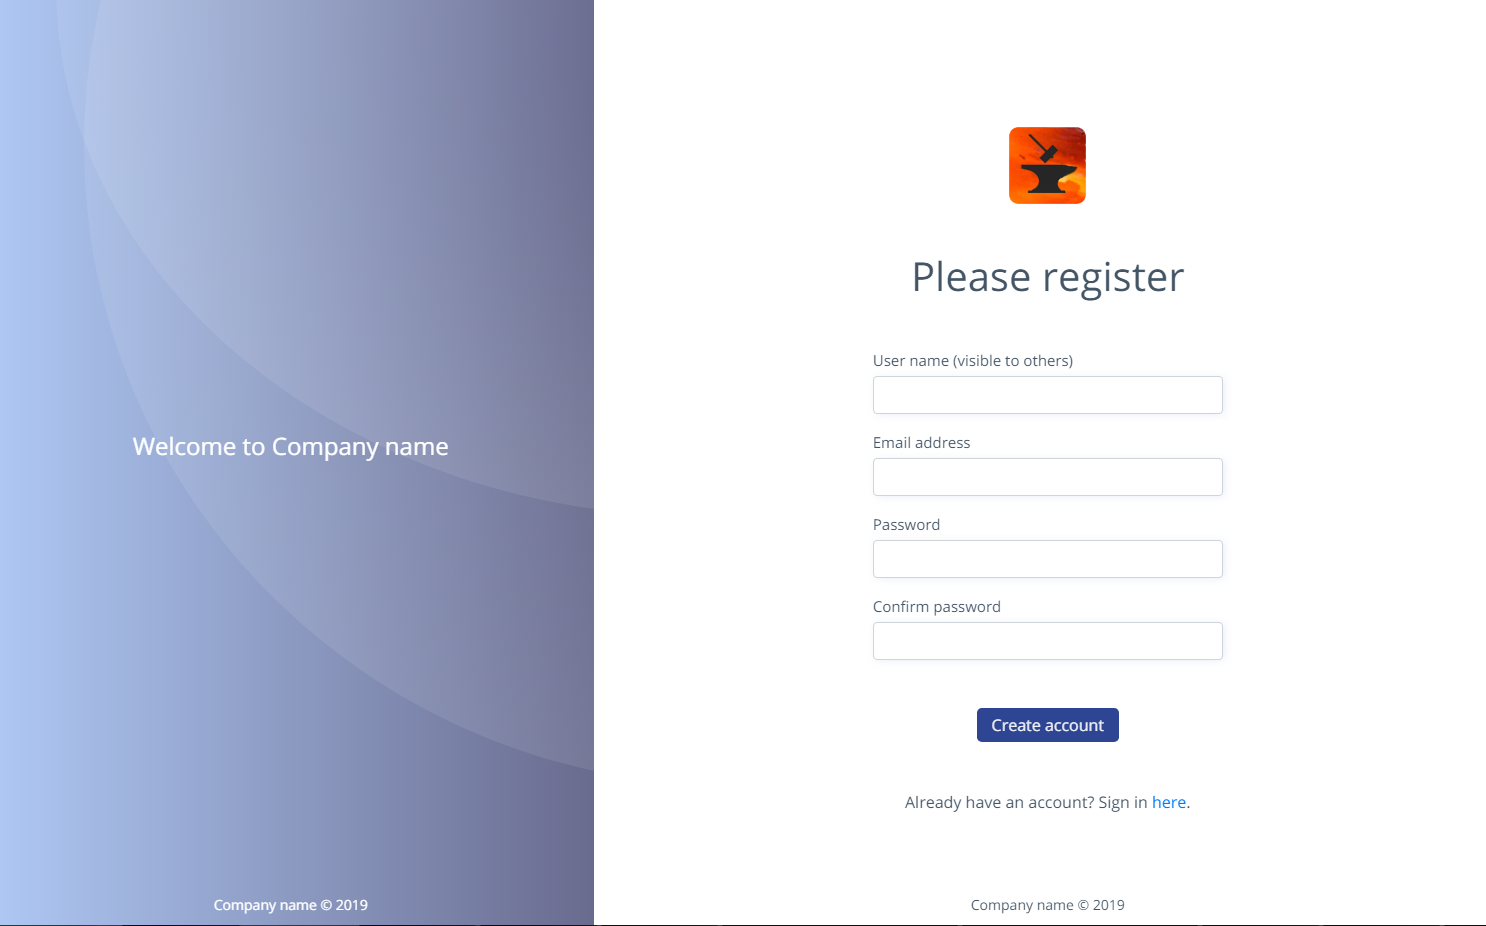 Welcome to Company name
Company name © 2019
Please register
User name (visible to others)
Email address
Password
Confirm password
Create account
Already have an account? Sign in here.
Company name © 2019